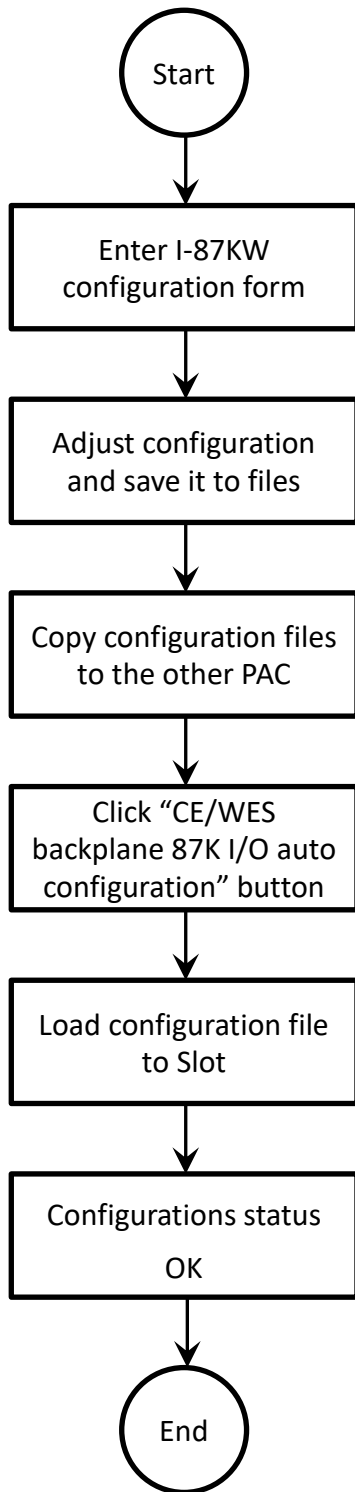 Start
Enter I-87KW
configuration form
Adjust configuration
and save it to files
Copy configuration files
to the other PAC
Click “CE/WES
backplane 87K I/O auto
configuration” button
Load configuration file
to Slot
Configurations status
OK
End